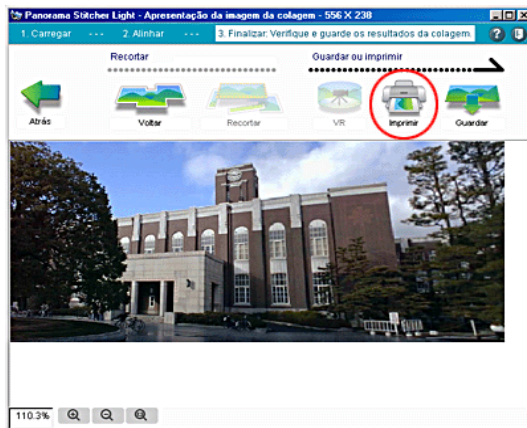 Panorama Stitcher Light - Apresentação da imagem da colagem - 556 X 238
1. Carregar --- 2. Alinhar --- 3. Finalizar: Verifique e guarde os resultados da colagem.
Recortar Guardar ou imprimir
Atrás Voltar Recortar VR Imprimir Guardar
110.3%